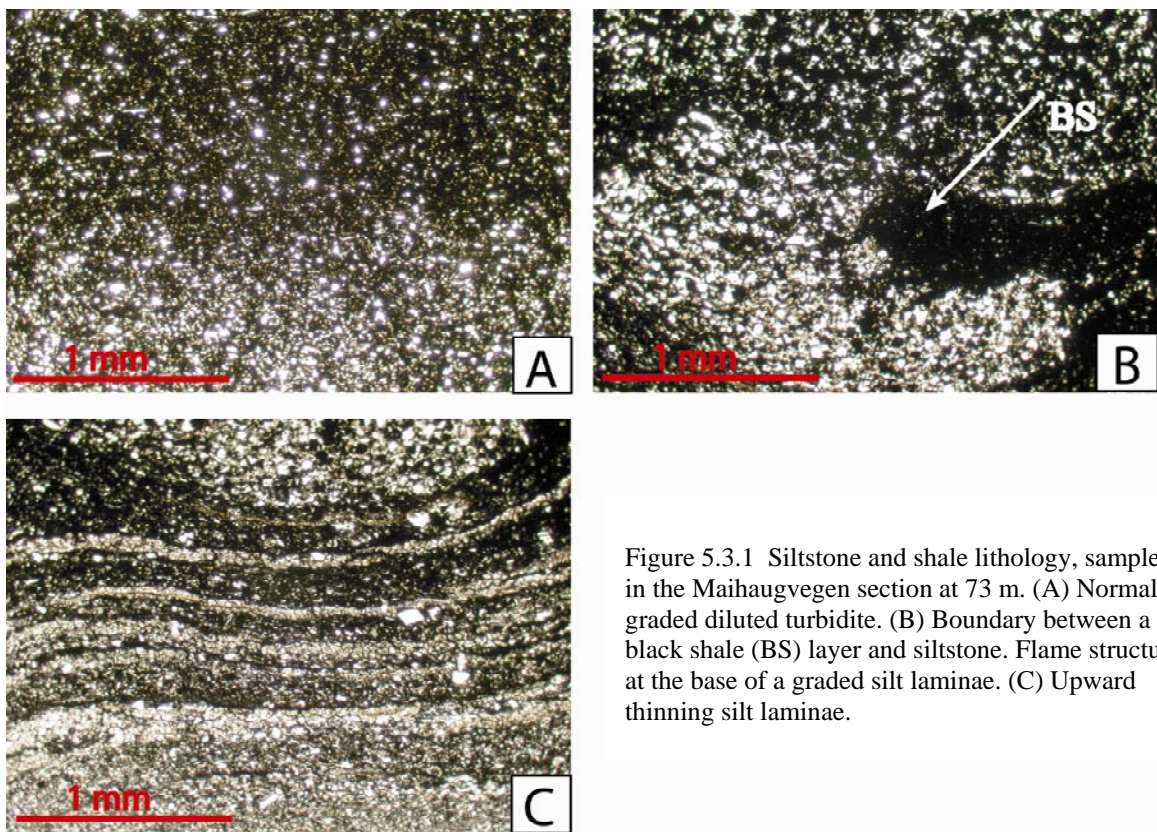 1 mm
A
BS
1 mm
B
1 mm
C
Figure 5.3.1 Siltstone and shale lithology, sample
in the Maihaugvegen section at 73 m. (A) Normal
graded diluted turbidite. (B) Boundary between a
black shale (BS) layer and siltstone. Flame structu
at the base of a graded silt laminae. (C) Upward
thinning silt laminae.